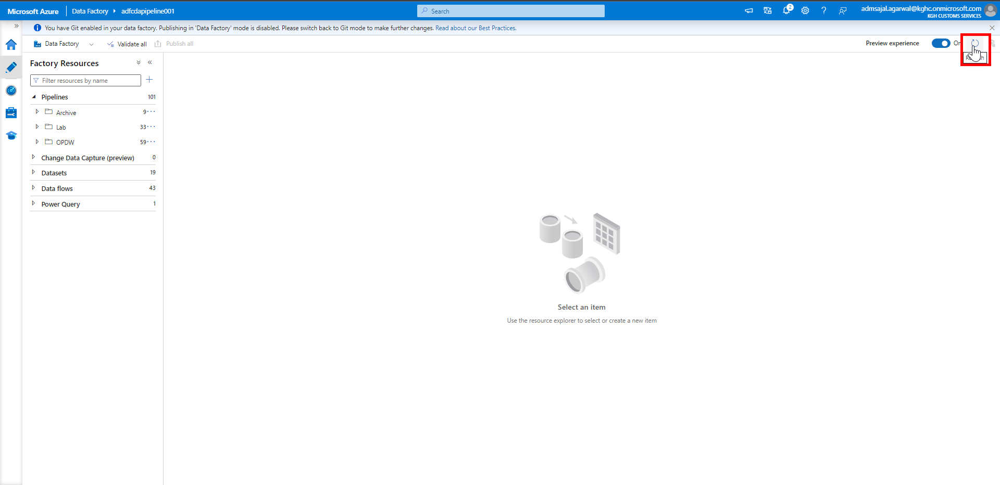 Microsoft Azure Data Factory adfcdapipeline001 Search 2 admsajal.agarwal@kghc.onmicrosoft.com
KGH CUSTOMS SERVICES
You have Git enabled in your data factory. Publishing in 'Data Factory' mode is disabled. Please switch back to Git mode to make further changes. Read about our Best Practices.
Data Factory Validate all Publish all Preview experience
Factory Resources
Filter resources by name
Pipelines 101
Archive 9
Lab 33
OPDW 59
Change Data Capture (preview) 0
Datasets 19
Data flows 43
Power Query 1
Select an item
Use the resource explorer to select or create a new item